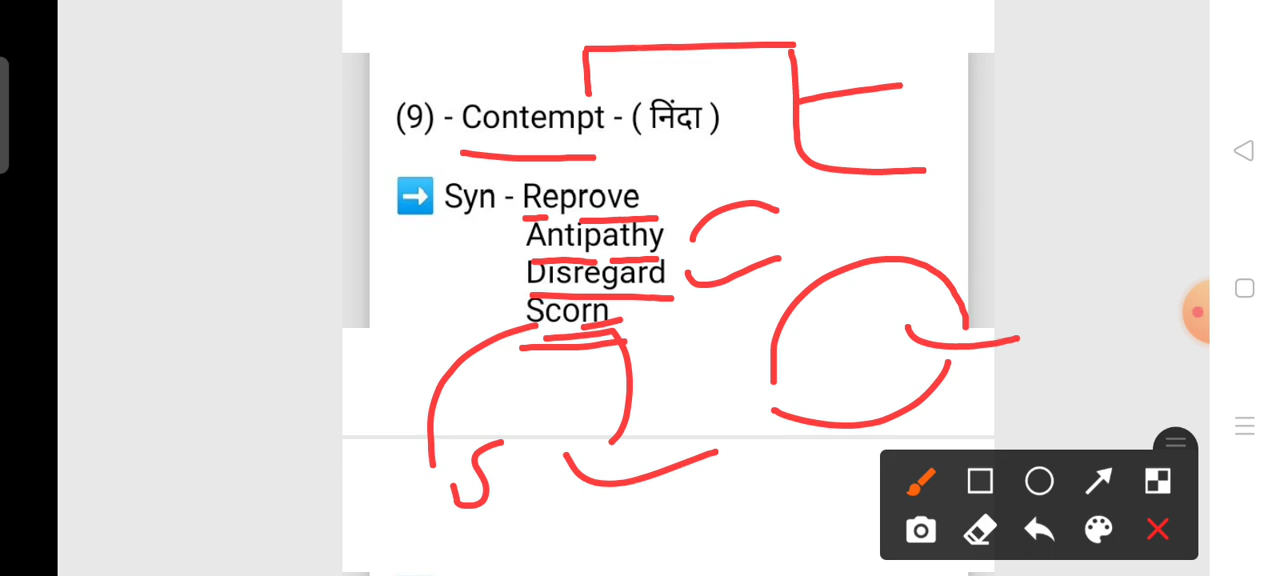 (9) - Contempt - ( निंदा )
➡️ Syn - Reprove
Antipathy
Disregard
Scorn
S